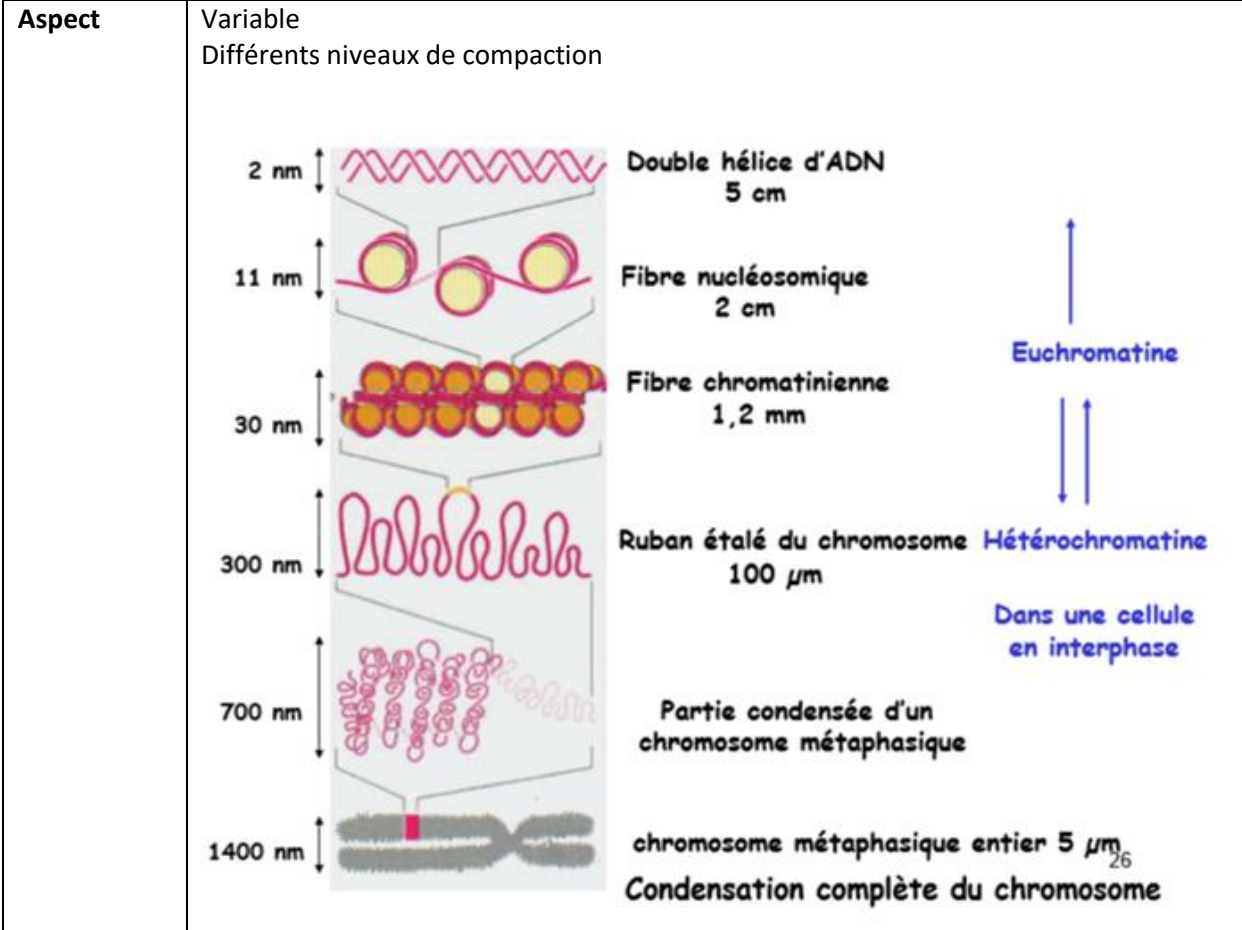 Aspect
Variable
Différents niveaux de compaction
2 nm
Double hélice d'ADN
5 cm
11 nm
Fibre nucléosomique
2 cm
Euchromatine
30 nm
Fibre chromatinienne
1,2 mm
300 nm
Ruban étalé du chromosome
100 µm
Hétérochromatine
Dans une cellule
en interphase
700 nm
Partie condensée d'un
chromosome métaphasique
1400 nm
chromosome métaphasique entier 5 µm
26
Condensation complète du chromosome